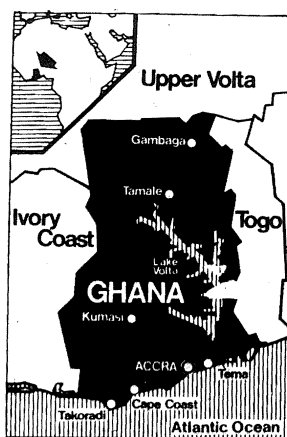 Upper Volta
Gambaga
Tamale
Ivory
Coast
Togo
Lake
Volta
GHANA
Kumasi
ACCRA
Tema
Cape Coast
Takoradi
Atlantic Ocean